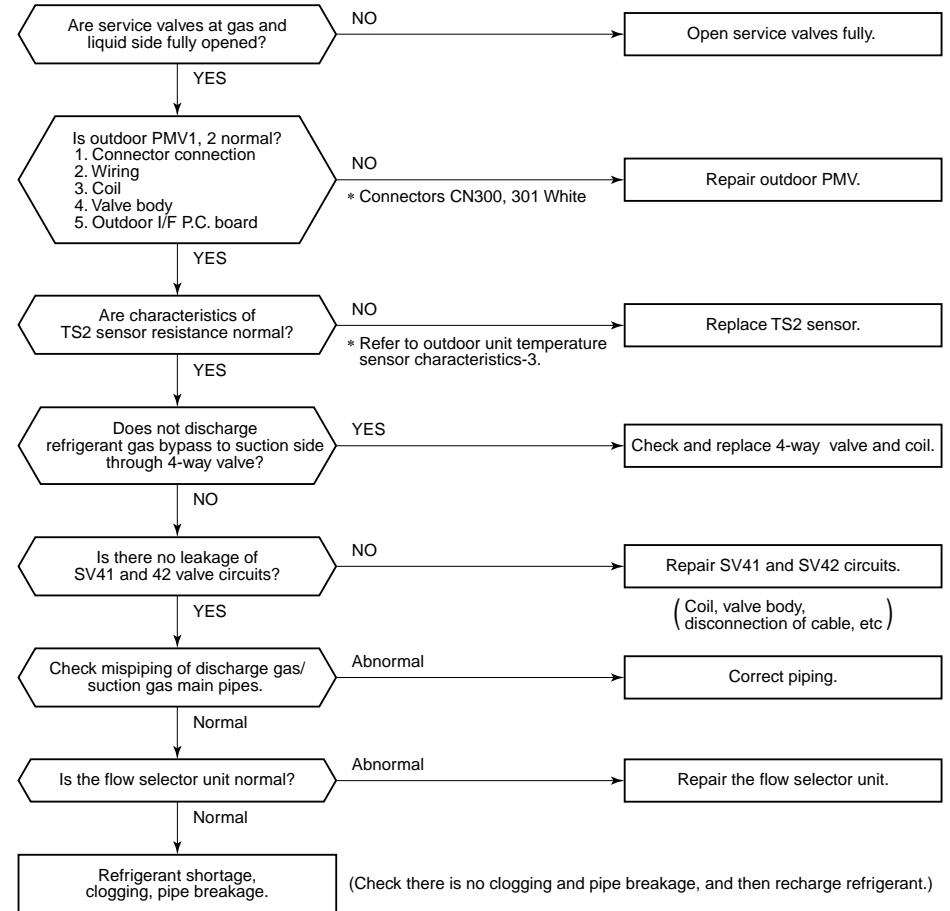 Are service valves at gas and
liquid side fully opened?
NO
Open service valves fully.
YES
Is outdoor PMV1, 2 normal?
1. Connector connection
2. Wiring
3. Coil
4. Valve body
5. Outdoor I/F P.C. board
NO
* Connectors CN300, 301 White
Repair outdoor PMV.
YES
Are characteristics of
TS2 sensor resistance normal?
NO
* Refer to outdoor unit temperature
sensor characteristics-3.
Replace TS2 sensor.
YES
Does not discharge
refrigerant gas bypass to suction side
through 4-way valve?
YES
Check and replace 4-way valve and coil.
NO
Is there no leakage of
SV41 and 42 valve circuits?
NO
Repair SV41 and SV42 circuits.
(Coil, valve body,
disconnection of cable, etc)
YES
Check mispiping of discharge gas/
suction gas main pipes.
Abnormal
Correct piping.
Normal
Is the flow selector unit normal?
Abnormal
Repair the flow selector unit.
Normal
Refrigerant shortage,
clogging, pipe breakage.
(Check there is no clogging and pipe breakage, and then recharge refrigerant.)